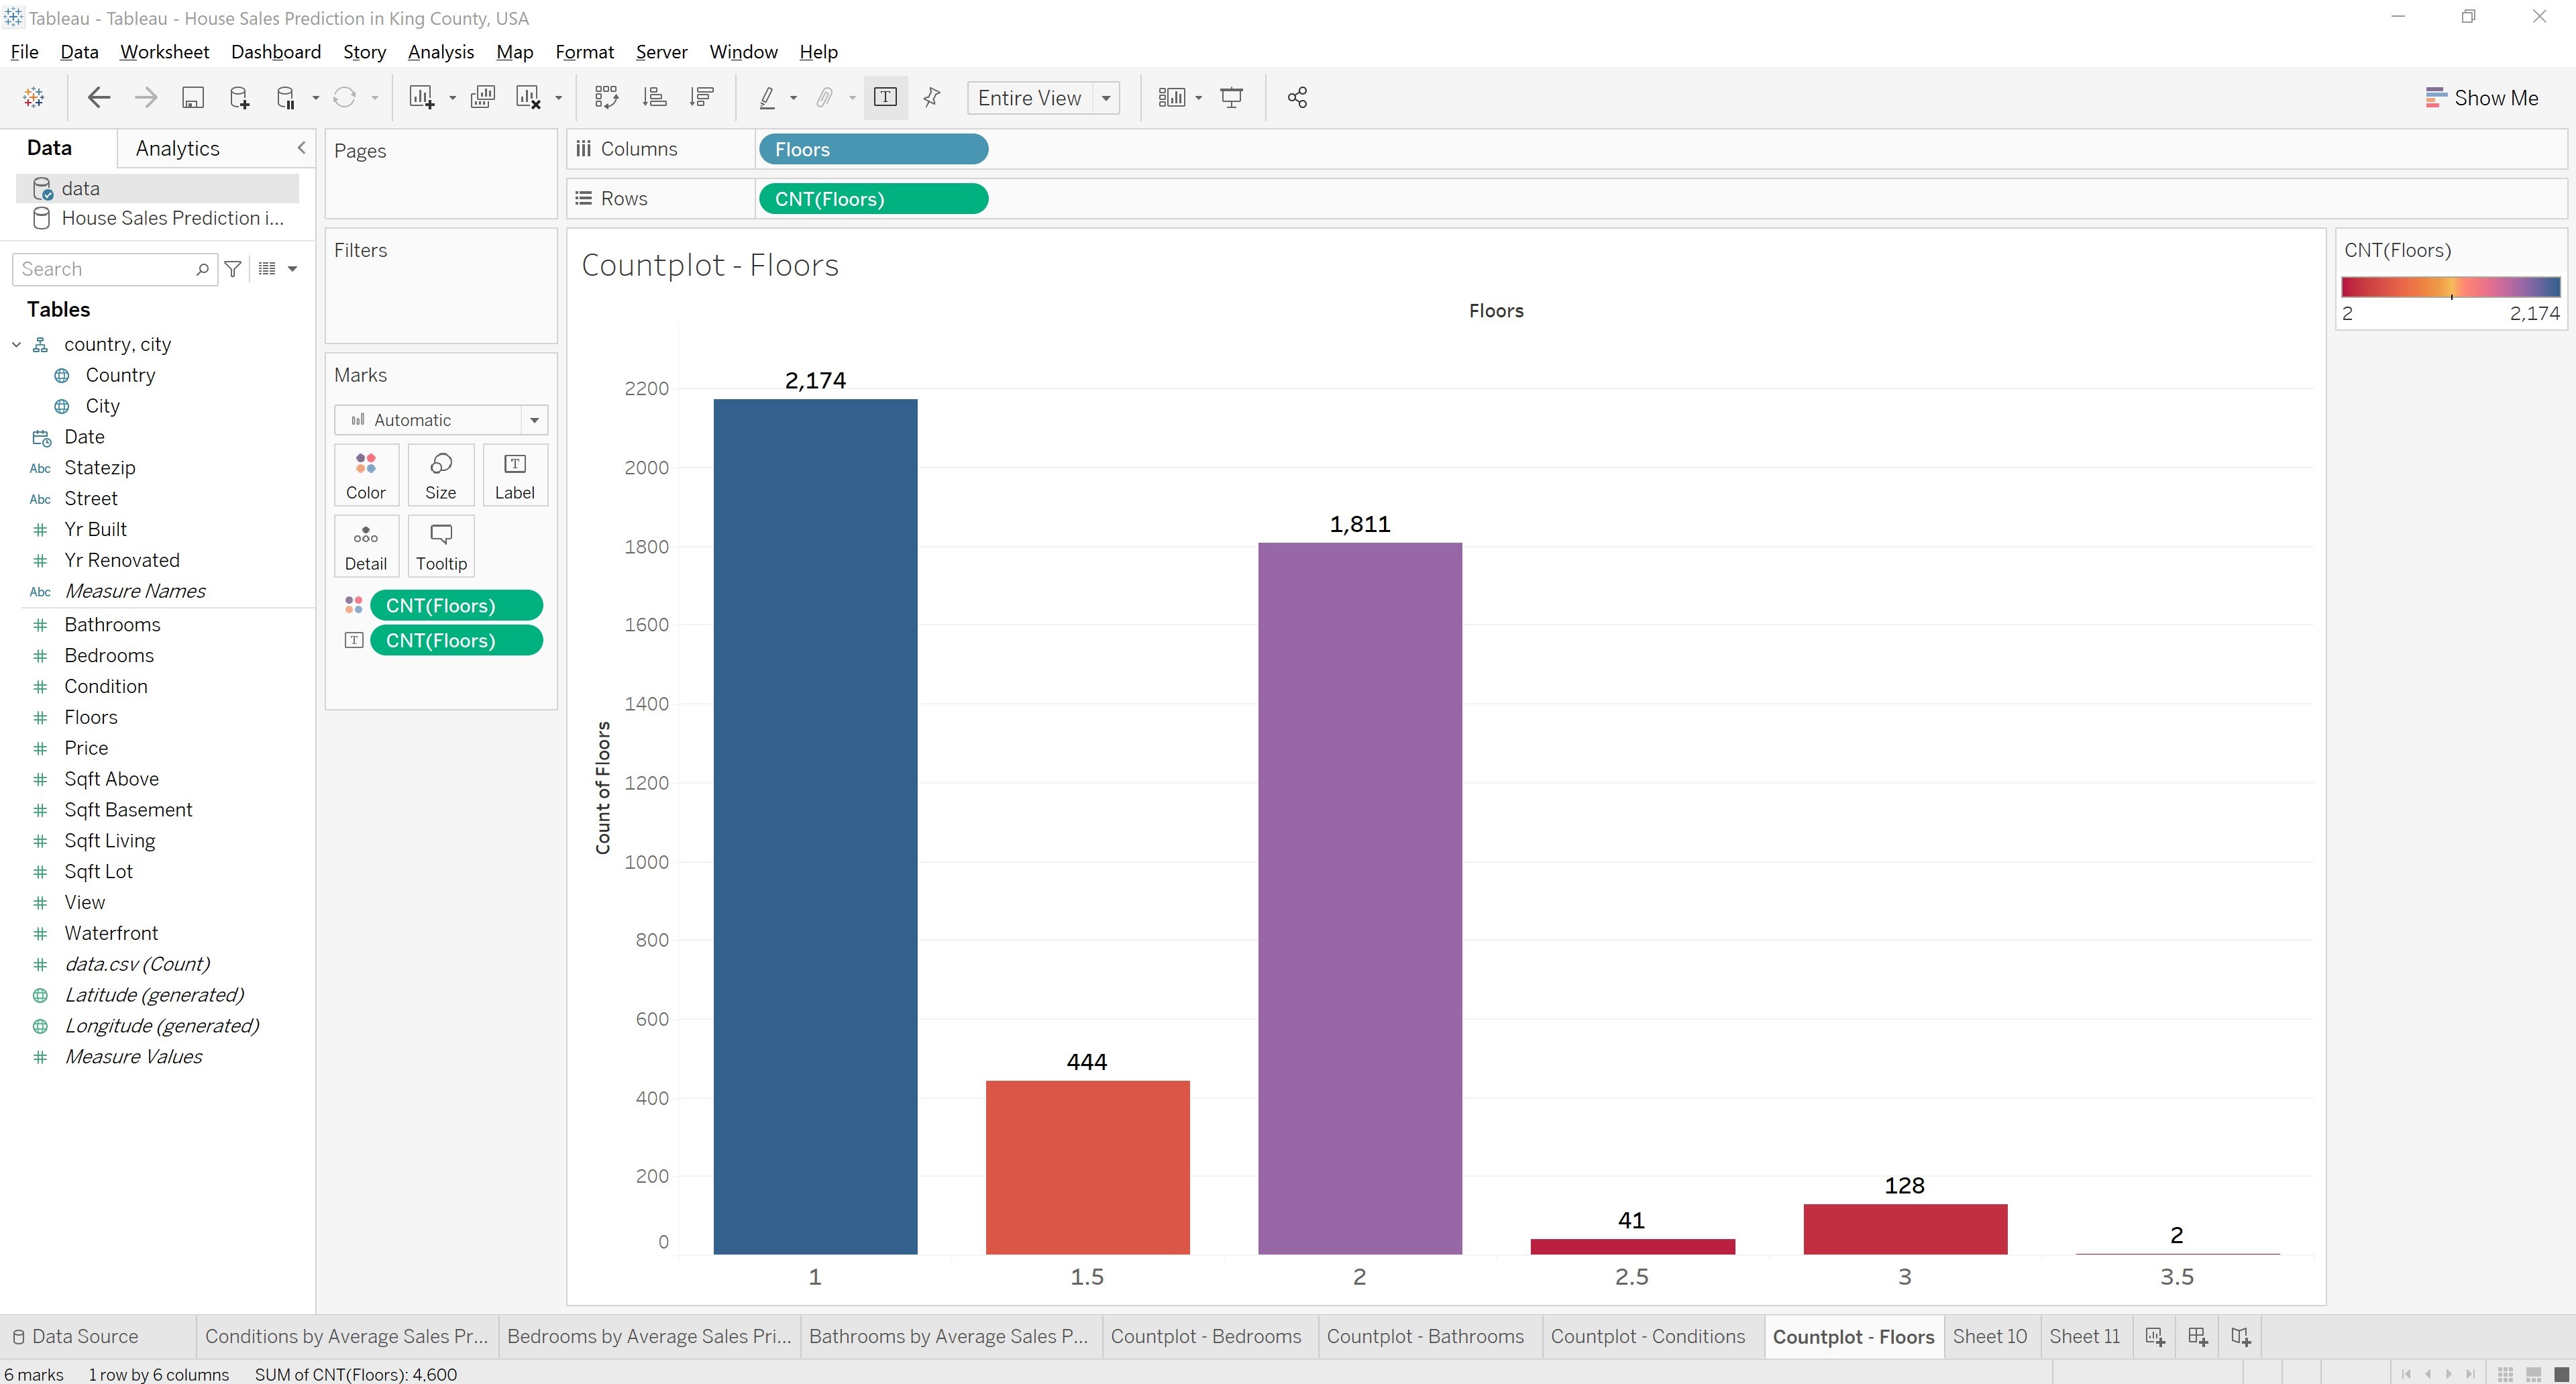 Tableau - Tableau - House Sales Prediction in King County, USA
File Data Worksheet Dashboard Story Analysis Map Format Server Window Help
Entire View
Show Me
Data Analytics
data
House Sales Prediction i...
Search
Tables
country, city
Country
City
Date
Abc Statezip
Abc Street
Yr Built
Yr Renovated
Abc Measure Names
Bathrooms
Bedrooms
Condition
Floors
Price
Sqft Above
Sqft Basement
Sqft Living
Sqft Lot
View
Waterfront
data.csv (Count)
Latitude (generated)
Longitude (generated)
Measure Values
Pages
Filters
Marks
Automatic
Color Size Label
Detail Tooltip
CNT(Floors)
CNT(Floors)
Columns Floors
Rows CNT(Floors)
Countplot - Floors
Floors
Count of Floors
2200
2000
1800
1600
1400
1200
1000
800
600
400
200
0
2,174
444
1,811
41
128
2
1 1.5 2 2.5 3 3.5
CNT(Floors)
2 2,174
Data Source Conditions by Average Sales Pr... Bedrooms by Average Sales Pri... Bathrooms by Average Sales P... Countplot - Bedrooms Countplot - Bathrooms Countplot - Conditions Countplot - Floors Sheet 10 Sheet 11
6 marks 1 row by 6 columns SUM of CNT(Floors): 4,600